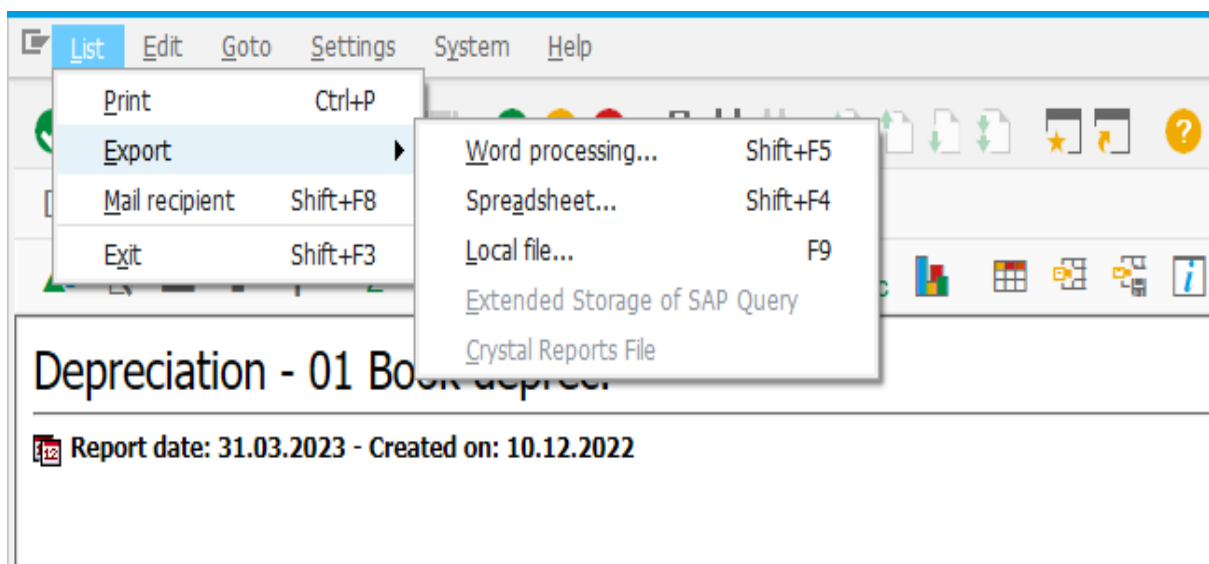 List Edit Goto Settings System Help
Print Ctrl+P
Export
Mail recipient Shift+F8
Exit Shift+F3
Word processing... Shift+F5
Spreadsheet... Shift+F4
Local file... F9
Extended Storage of SAP Query
Crystal Reports File
Depreciation - 01 Book deprec.
Report date: 31.03.2023 - Created on: 10.12.2022